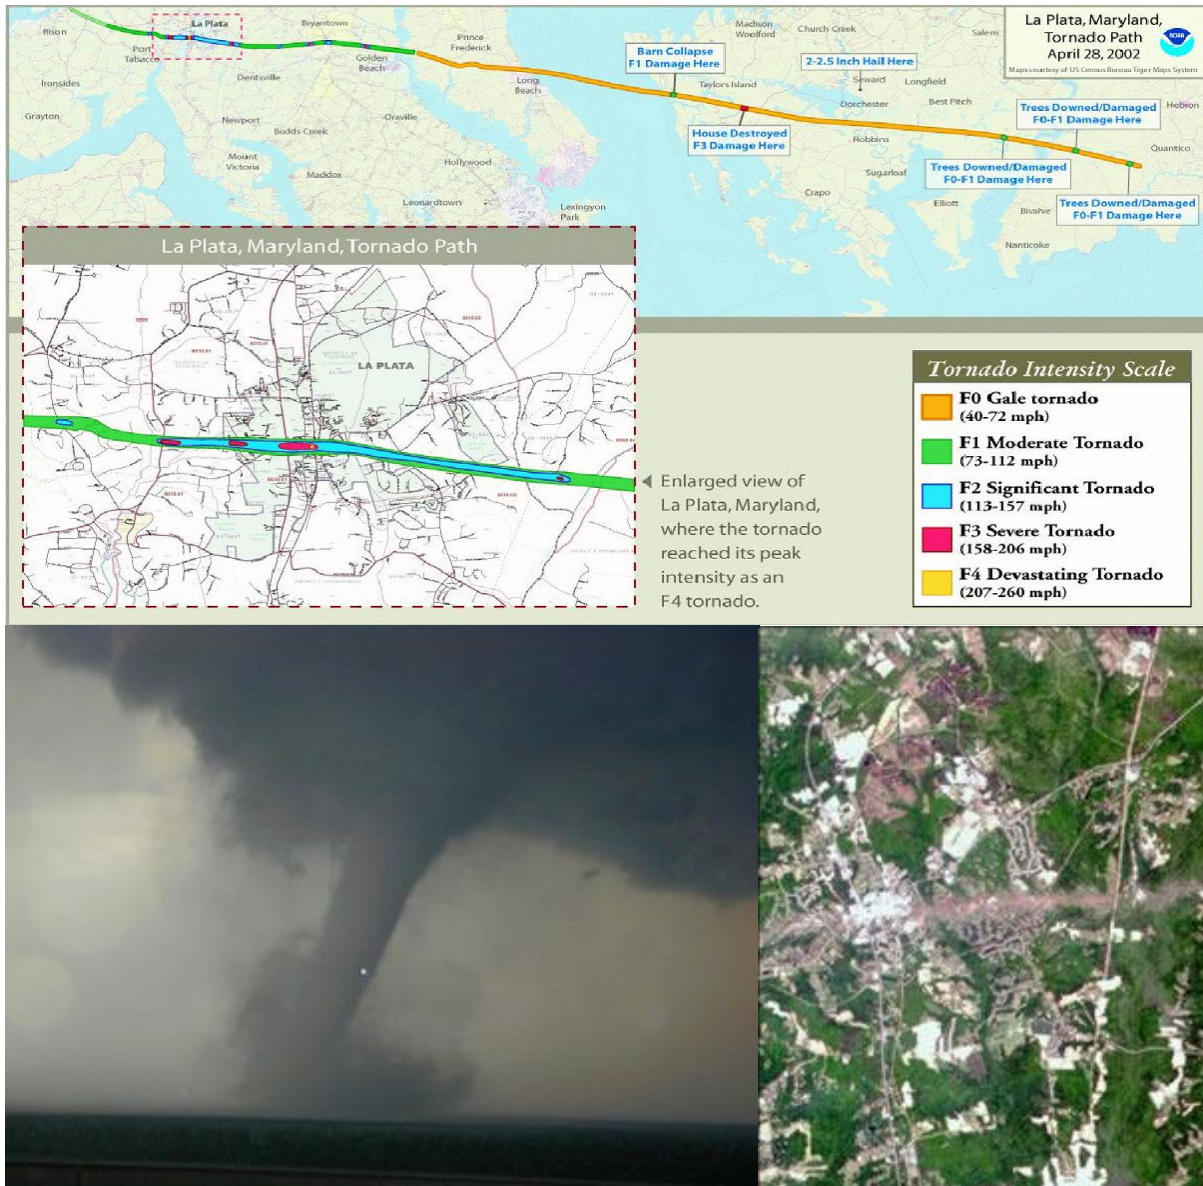 La Plata, Maryland,
Tornado Path
April 28, 2002
NOAA
Maps courtesy of US Census Bureau Tiger Maps System
Rison
La Plata
Bryantown
Port
Tabacco
Ironsides
Dentsville
Golden
Beach
Prince
Frederick
Long
Beach
Grayton
Newport
Budds Creek
Oraville
Mount
Victoria
Maddox
Hollywood
Leonardtown
Lexingyon
Park
Madison
Woolford
Church Creek
Salem
Barn Collapse
F1 Damage Here
2-2.5 Inch Hail Here
Taylors Island
Seward
Longfield
Dorchester
Best Pitch
Hebron
House Destroyed
F3 Damage Here
Robbins
Trees Downed/Damaged
F0-F1 Damage Here
Quantico
Trees Downed/Damaged
F0-F1 Damage Here
Sugarloaf
Crapo
Elliott
Bivalve
Trees Downed/Damaged
F0-F1 Damage Here
Nanticoke
La Plata, Maryland, Tornado Path
LA PLATA
Enlarged view of
La Plata, Maryland,
where the tornado
reached its peak
intensity as an
F4 tornado.
Tornado Intensity Scale
F0 Gale tornado
(40-72 mph)
F1 Moderate Tornado
(73-112 mph)
F2 Significant Tornado
(113-157 mph)
F3 Severe Tornado
(158-206 mph)
F4 Devastating Tornado
(207-260 mph)